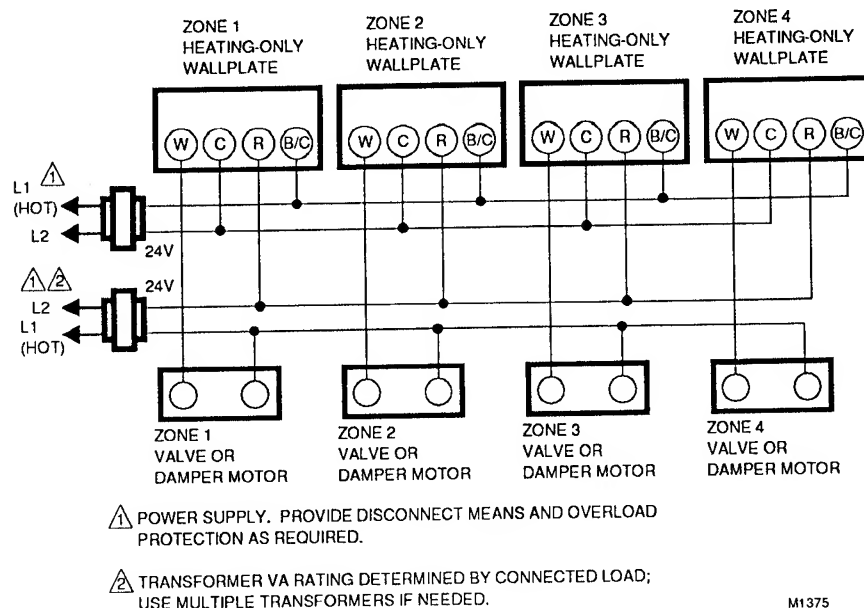 ZONE 1
HEATING-ONLY
WALLPLATE
ZONE 2
HEATING-ONLY
WALLPLATE
ZONE 3
HEATING-ONLY
WALLPLATE
ZONE 4
HEATING-ONLY
WALLPLATE
W C R B/C
W C R B/C
W C R B/C
W C R B/C
L1 1
(HOT)
L2
24V
1 2
24V
L2
L1
(HOT)
ZONE 1
VALVE OR
DAMPER MOTOR
ZONE 2
VALVE OR
DAMPER MOTOR
ZONE 3
VALVE OR
DAMPER MOTOR
ZONE 4
VALVE OR
DAMPER MOTOR
1 POWER SUPPLY. PROVIDE DISCONNECT MEANS AND OVERLOAD
PROTECTION AS REQUIRED.
2 TRANSFORMER VA RATING DETERMINED BY CONNECTED LOAD;
USE MULTIPLE TRANSFORMERS IF NEEDED.
M1375